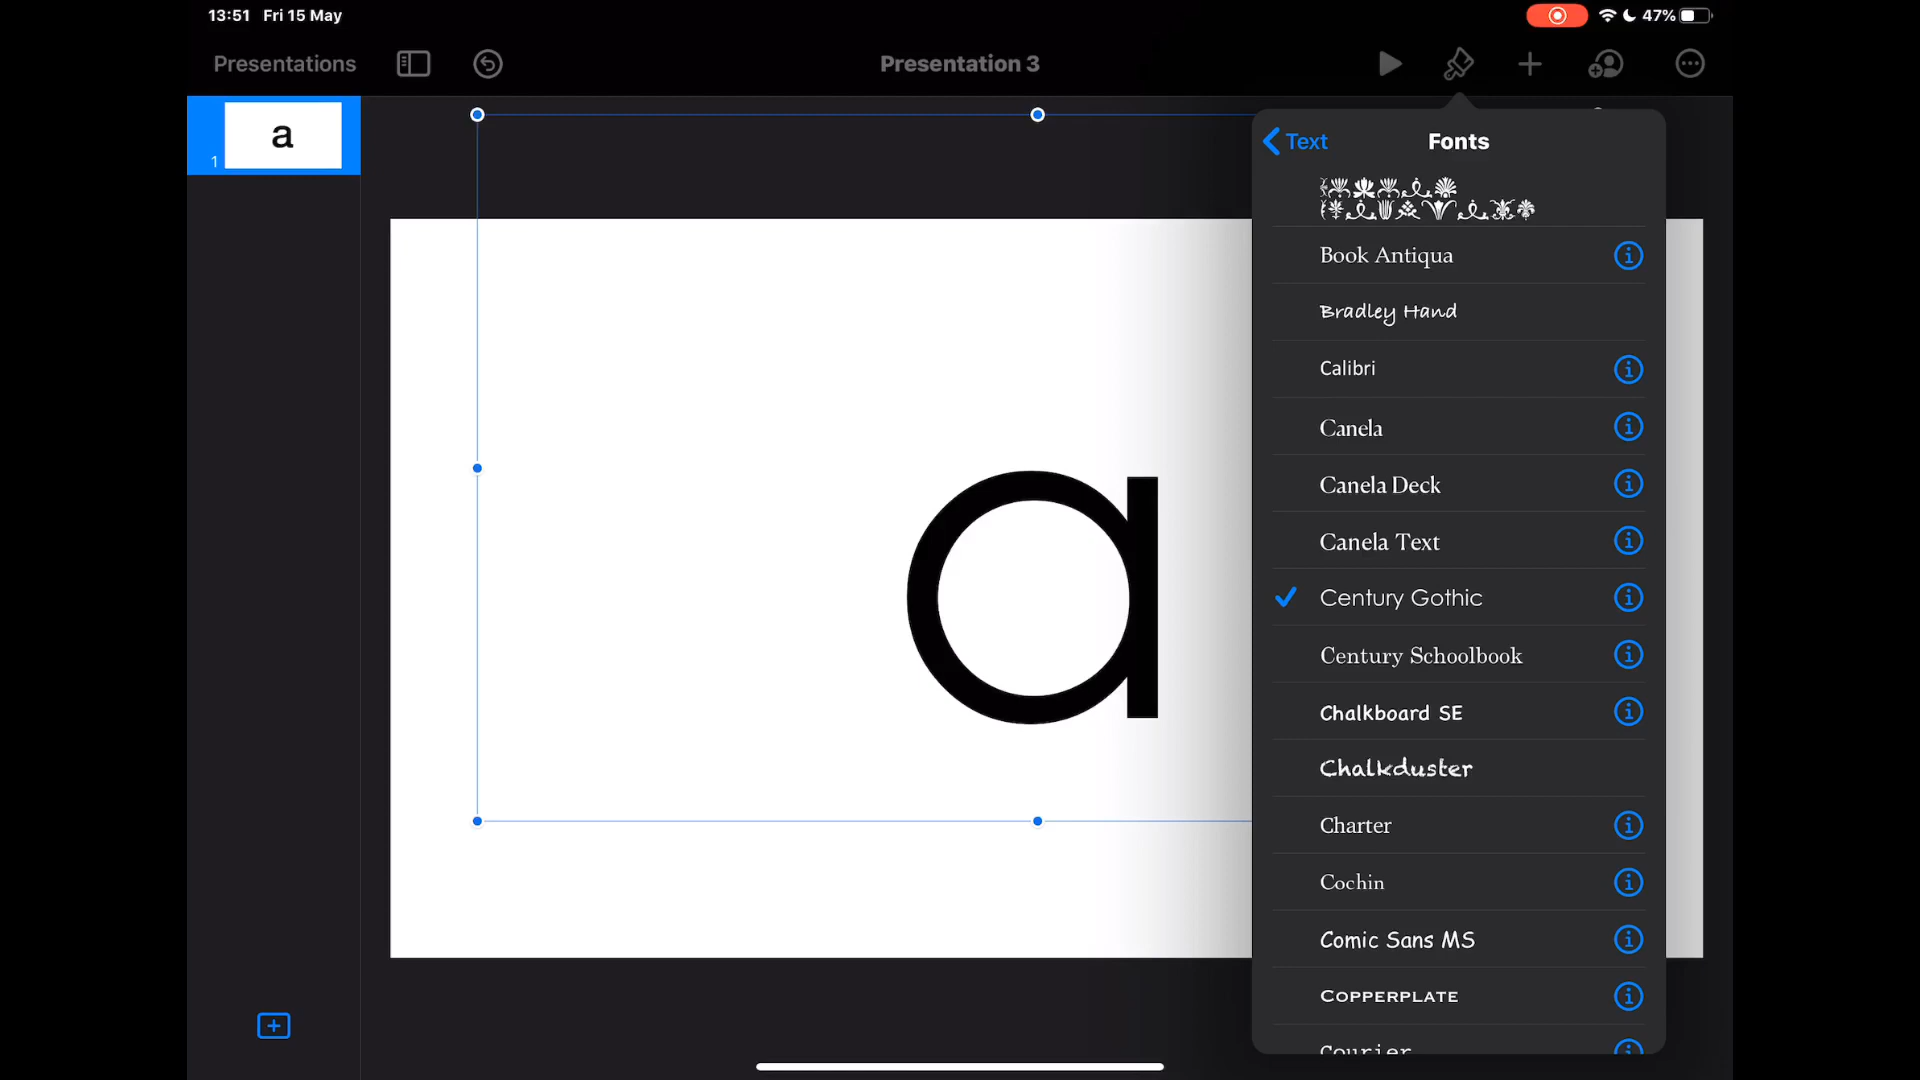 13:51 Fri 15 May
47%
Presentations
Presentation 3
a
1
a
Text
Fonts
Book Antiqua
Bradley Hand
Calibri
Canela
Canela Deck
Canela Text
Century Gothic
Century Schoolbook
Chalkboard SE
Chalkduster
Charter
Cochin
Comic Sans MS
COPPERPLATE
Courier